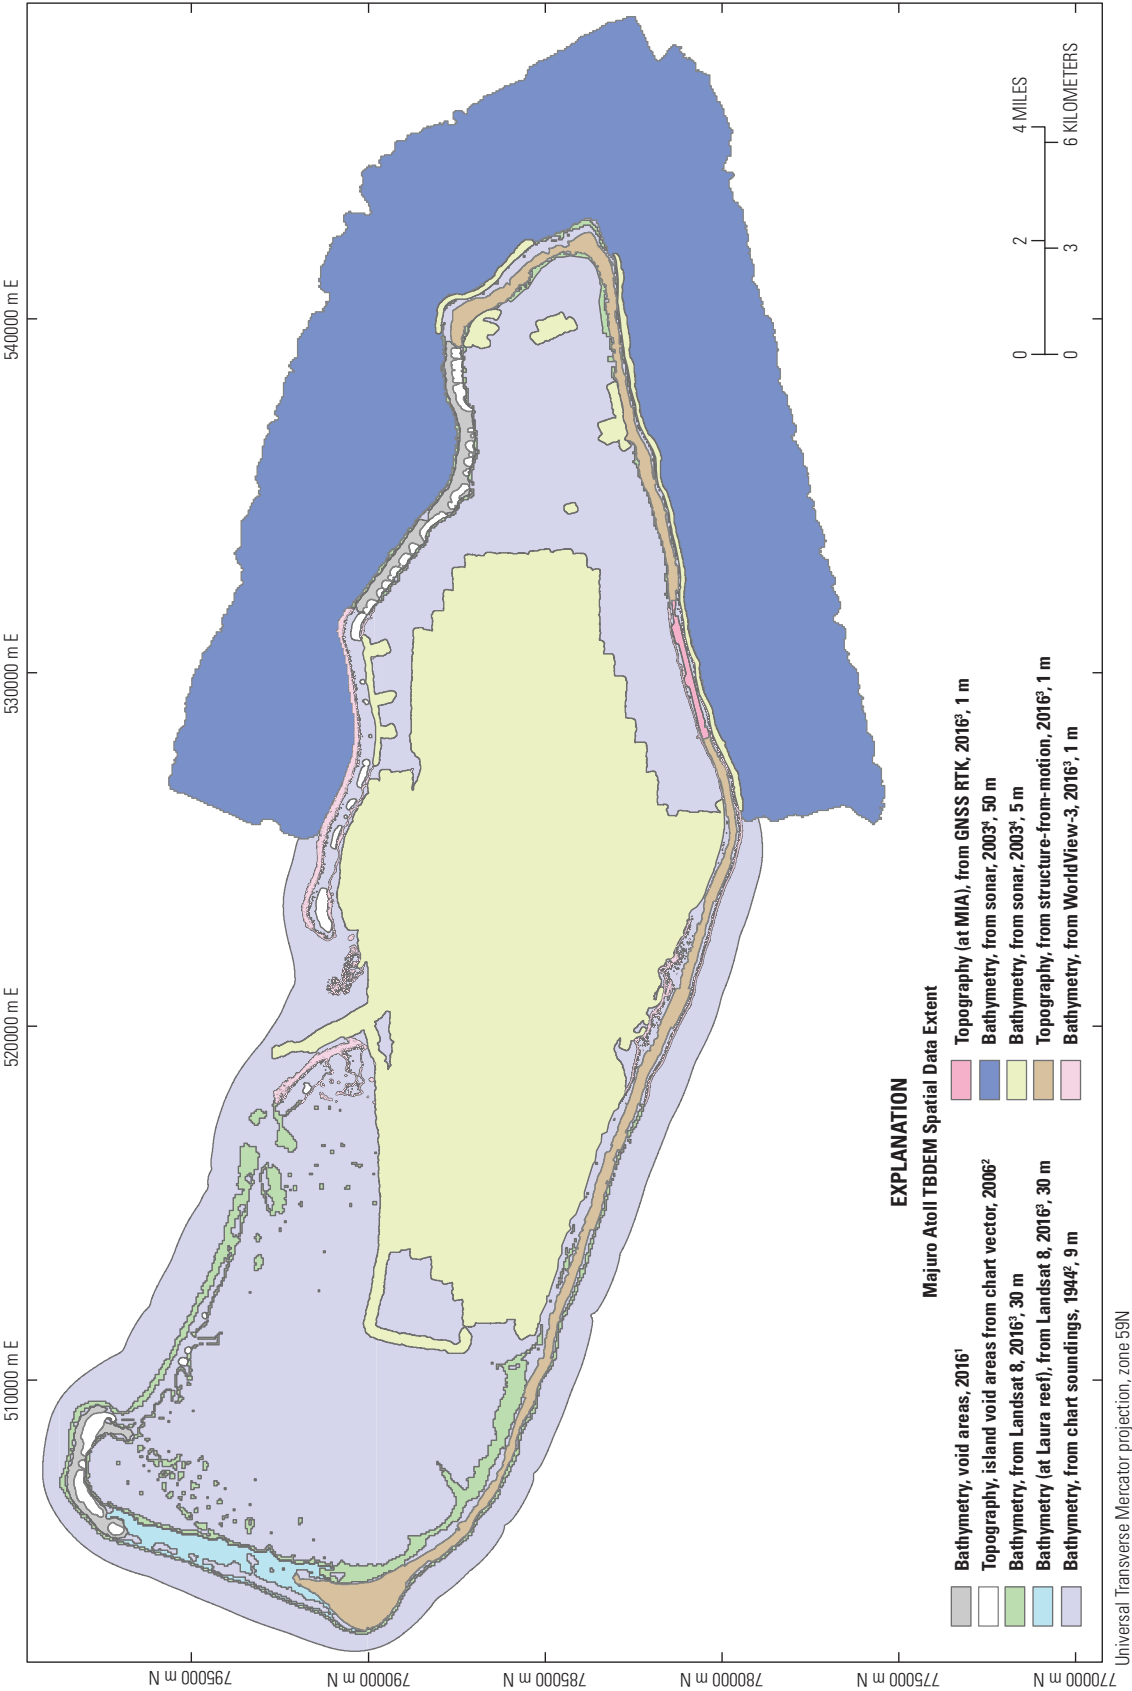 510000 m E
520000 m E
530000 m E
540000 m E
795000 m N
790000 m N
785000 m N
780000 m N
775000 m N
770000 m N
0 2 4 MILES
0 3 6 KILOMETERS
EXPLANATION
Majuro Atoll TBDEM Spatial Data Extent
Bathymetry, void areas, 2016¹
Topography, island void areas from chart vector, 2006²
Bathymetry, from Landsat 8, 2016³, 30 m
Bathymetry (at Laura reef), from Landsat 8, 2016³, 30 m
Bathymetry, from chart soundings, 1944², 9 m
Topography (at MIA), from GNSS RTK, 2016³, 1 m
Bathymetry, from sonar, 2003⁴, 50 m
Bathymetry, from sonar, 2003⁴, 5 m
Topography, from structure-from-motion, 2016³, 1 m
Bathymetry, from WorldView-3, 2016³, 1 m
Universal Transverse Mercator projection, zone 59N